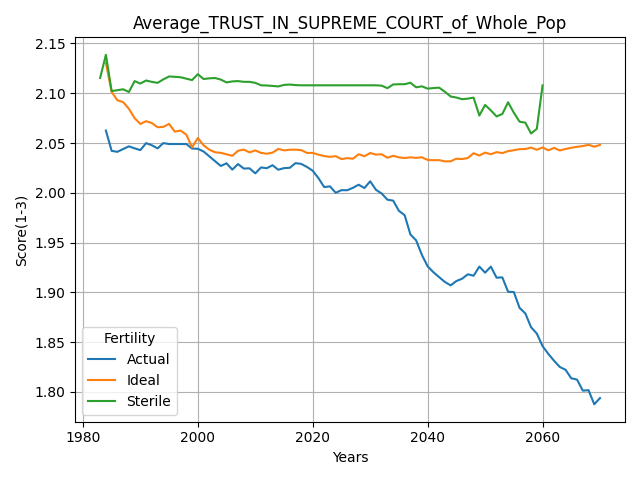 Average_TRUST_IN_SUPREME_COURT_of_Whole_Pop
2.15
2.10
2.05
2.00
1.95
1.90
1.85
1.80
Score(1-3)
Fertility
Actual
Ideal
Sterile
1980
2000
2020
2040
2060
Years